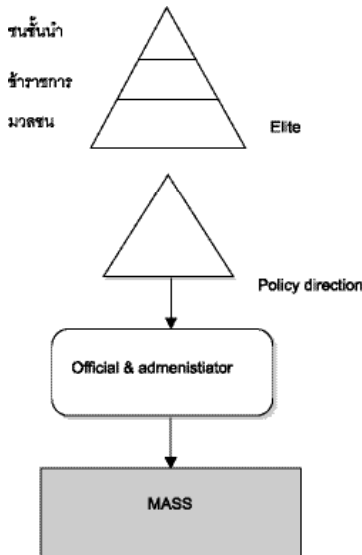 ชนชั้นนำ
ข้าราชการ
มวลชน
Elite
Policy direction
Official & admenistiator
MASS